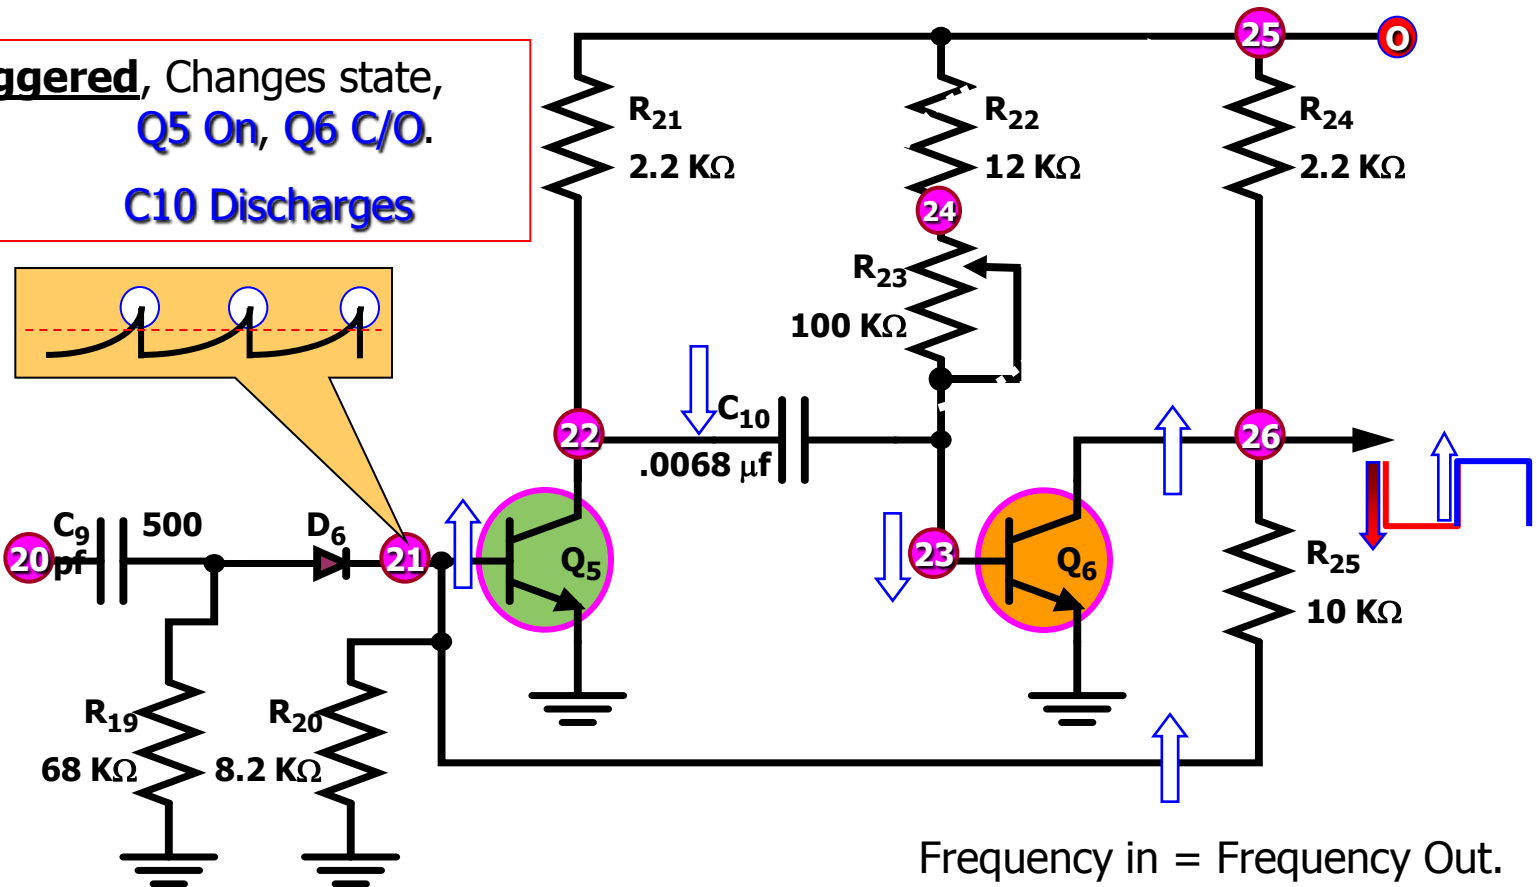 ggered, Changes state,
Q5 On, Q6 C/O.
C10 Discharges
25
O
R21
2.2 KΩ
R22
12 KΩ
R24
2.2 KΩ
24
R23
100 KΩ
22
C10
.0068 μf
26
20
C9
pf
500
D6
21
Q5
23
Q6
R25
10 KΩ
R19
68 KΩ
R20
8.2 KΩ
Frequency in = Frequency Out.